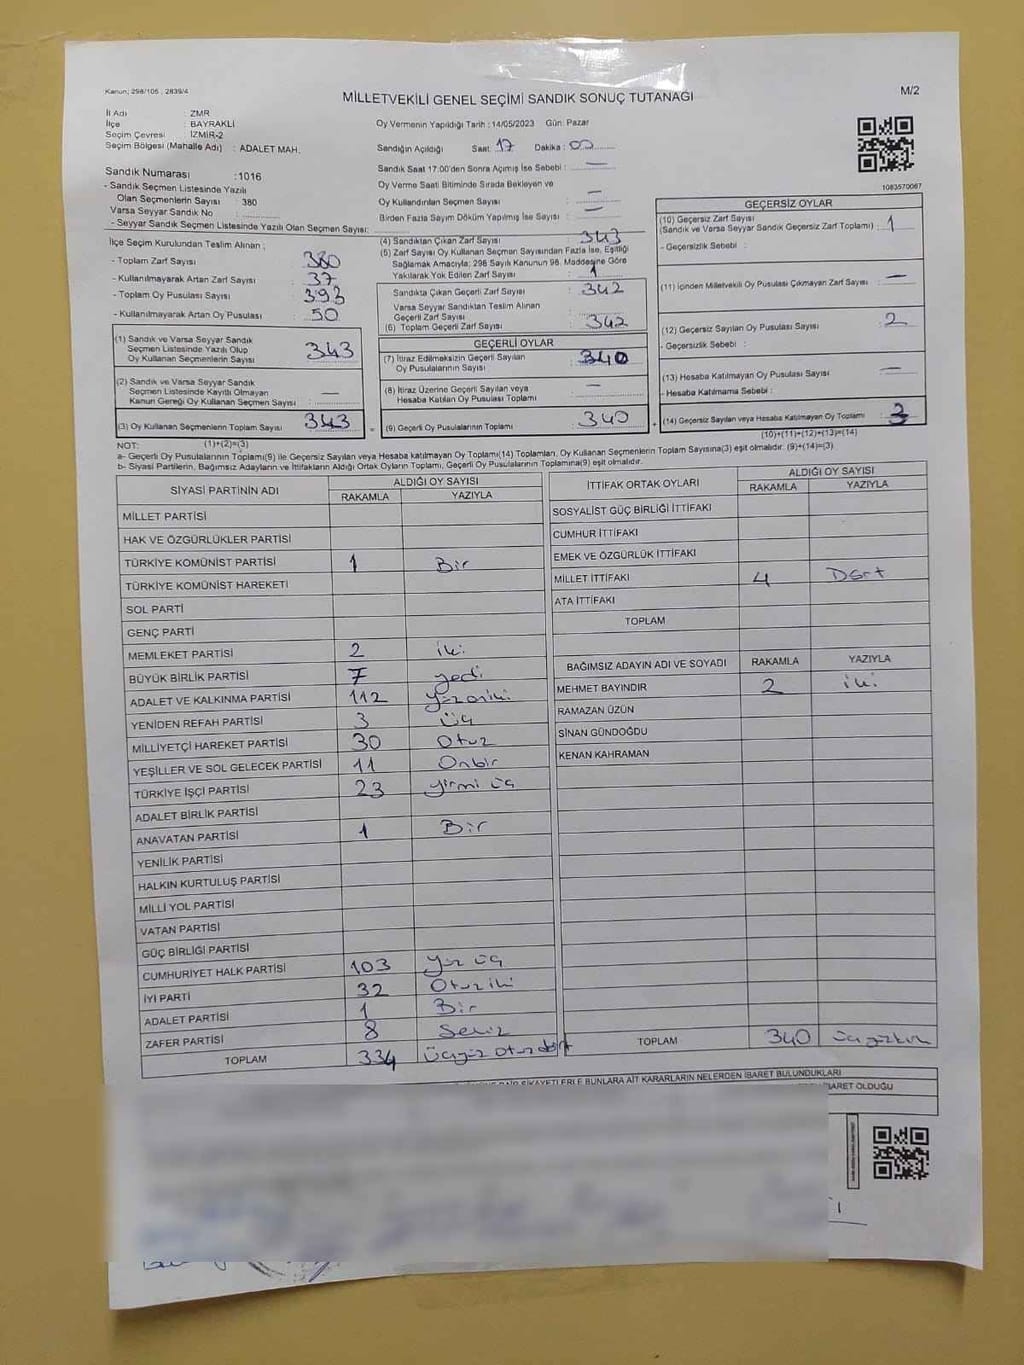 Kanun; 298/105 ; 2839/4
MİLLETVEKİLİ GENEL SEÇİMİ SANDIK SONUÇ TUTANAĞI
M/2
İl Adı : ZMR
İlçe : BAYRAKLI
Seçim Çevresi : İZMİR-2
Seçim Bölgesi (Mahalle Adı) : ADALET MAH.
Oy Vermenin Yapıldığı Tarih : 14/05/2023 Gün: Pazar
Sandığın Açıldığı Saat: 17 Dakika: 00
Sandık Saat 17:00'den Sonra Açımış İse Sebebi : —
Oy Verme Saati Bitiminde Sırada Bekleyen ve
Oy Kullandırılan Seçmen Sayısı : —
Birden Fazla Sayım Döküm Yapılmış İse Sayısı : —
Sandık Numarası :1016
- Sandık Seçmen Listesinde Yazılı
Olan Seçmenlerin Sayısı : 380
Varsa Seyyar Sandık No :
- Seyyar Sandık Seçmen Listesinde Yazılı Olan Seçmen Sayısı:
İlçe Seçim Kurulundan Teslim Alınan ;
- Toplam Zarf Sayısı : 380
- Kullanılmayarak Artan Zarf Sayısı : 37
- Toplam Oy Pusulası Sayısı : 393
- Kullanılmayarak Artan Oy Pusulası : 50
(1) Sandık ve Varsa Seyyar Sandık
Seçmen Listesinde Yazılı Olup
Oy Kullanan Seçmenlerin Sayısı : 343
(2) Sandık ve Varsa Seyyar Sandık
Seçmen Listesinde Kayıtlı Olmayan —
Kanun Gereği Oy Kullanan Seçmen Sayısı :
(3) Oy Kullanan Seçmenlerin Toplam Sayısı : 343
(4) Sandıktan Çıkan Zarf Sayısı : 343
(5) Zarf Sayısı Oy Kullanan Seçmen Sayısından Fazla İse, Eşitliği
Sağlamak Amacıyla; 298 Sayılı Kanunun 98. Maddesine Göre
Yakılarak Yok Edilen Zarf Sayısı : 1
Sandıkta Çıkan Geçerli Zarf Sayısı : 342
Varsa Seyyar Sandıktan Teslim Alınan
Geçerli Zarf Sayısı :
(6) Toplam Geçerli Zarf Sayısı : 342
GEÇERLİ OYLAR
(7) İtiraz Edilmeksizin Geçerli Sayılan
Oy Pusulalarının Sayısı : 340
(8) İtiraz Üzerine Geçerli Sayılan veya —
Hesaba Katılan Oy Pusulası Toplamı :
(9) Geçerli Oy Pusulalarının Toplamı : 340
1083570067
GEÇERSİZ OYLAR
(10) Geçersiz Zarf Sayısı
(Sandık ve Varsa Seyyar Sandık Geçersiz Zarf Toplamı) : 1
- Geçersizlik Sebebi :
(11) İçinden Milletvekili Oy Pusulası Çıkmayan Zarf Sayısı : —
(12) Geçersiz Sayılan Oy Pusulası Sayısı : 2
- Geçersizlik Sebebi :
(13) Hesaba Katılmayan Oy Pusulası Sayısı : —
- Hesaba Katılmama Sebebi :
(14) Geçersiz Sayılan veya Hesaba Katılmayan Oy Toplamı : 3
NOT: (1)+(2)=(3)
(10)+(11)+(12)+(13)=(14)
a- Geçerli Oy Pusulalarının Toplamı(9) ile Geçersiz Sayılan veya Hesaba katılmayan Oy Toplamı(14) Toplamları, Oy Kullanan Seçmenlerin Toplam Sayısına(3) eşit olmalıdır. (9)+(14)=(3)
b- Siyasi Partilerin, Bağımsız Adayların ve İttifakların Aldığı Ortak Oyların Toplamı, Geçerli Oy Pusulalarının Toplamına(9) eşit olmalıdır.
SİYASİ PARTİNİN ADI ALDIĞI OY SAYISI
RAKAMLA YAZIYLA
MİLLET PARTİSİ
HAK VE ÖZGÜRLÜKLER PARTİSİ
TÜRKİYE KOMÜNİST PARTİSİ 1 Bir
TÜRKİYE KOMÜNİST HAREKETİ
SOL PARTİ
GENÇ PARTİ
MEMLEKET PARTİSİ 2 iki
BÜYÜK BİRLİK PARTİSİ 7 yedi
ADALET VE KALKINMA PARTİSİ 112 yüzoniki
YENİDEN REFAH PARTİSİ 3 üç
MİLLİYETÇİ HAREKET PARTİSİ 30 Otuz
YEŞİLLER VE SOL GELECEK PARTİSİ 11 Onbir
TÜRKİYE İŞÇİ PARTİSİ 23 yirmi üç
ADALET BİRLİK PARTİSİ
ANAVATAN PARTİSİ 1 Bir
YENİLİK PARTİSİ
HALKIN KURTULUŞ PARTİSİ
MİLLİ YOL PARTİSİ
VATAN PARTİSİ
GÜÇ BİRLİĞİ PARTİSİ
CUMHURİYET HALK PARTİSİ 103 yüz üç
İYİ PARTİ 32 Otuziki
ADALET PARTİSİ 1 Bir
ZAFER PARTİSİ 8 Sekiz
TOPLAM 334 üçyüz otuzdört
İTTİFAK ORTAK OYLARI ALDIĞI OY SAYISI
RAKAMLA YAZIYLA
SOSYALİST GÜÇ BİRLİĞİ İTTİFAKI
CUMHUR İTTİFAKI
EMEK VE ÖZGÜRLÜK İTTİFAKI
MİLLET İTTİFAKI 4 Dört
ATA İTTİFAKI
TOPLAM
BAĞIMSIZ ADAYIN ADI VE SOYADI RAKAMLA YAZIYLA
MEHMET BAYINDIR 2 iki
RAMAZAN ÜZÜN
SİNAN GÜNDOĞDU
KENAN KAHRAMAN
TOPLAM 340 üçyüzkırk
ŞİKAYETLERLE BUNLARA AİT KARARLARIN NELERDEN İBARET BULUNDUKLARI
İBARET OLDUĞU